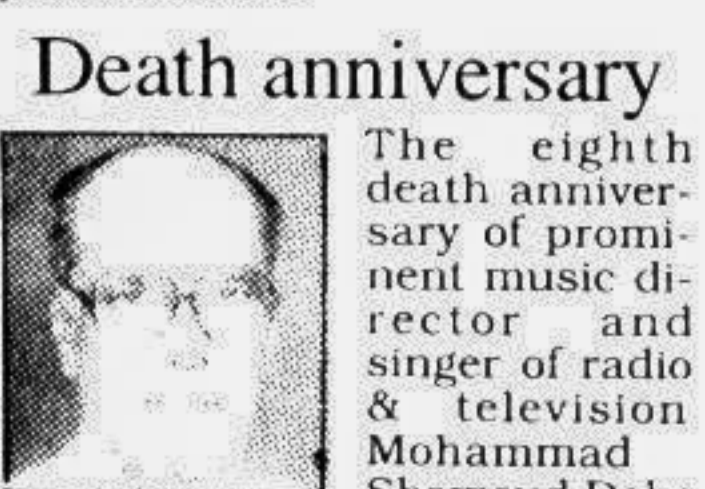 Death anniversary
The eighth
death anniver-
sary of promi-
nent music di-
rector and
singer of radio
& television
Mohammad